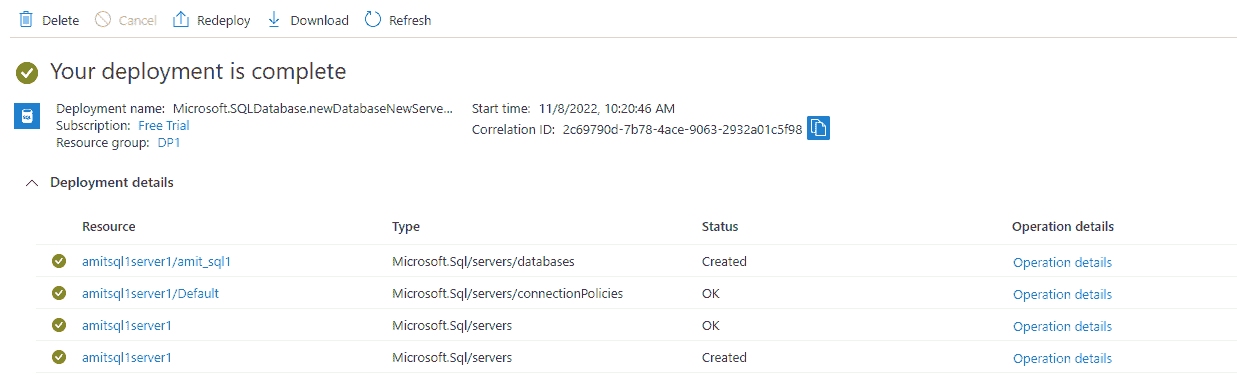 Delete Cancel Redeploy Download Refresh
Your deployment is complete
SQL
Deployment name: Microsoft.SQLDatabase.newDatabaseNewServe... Start time: 11/8/2022, 10:20:46 AM
Subscription: Free Trial Correlation ID: 2c69790d-7b78-4ace-9063-2932a01c5f98
Resource group: DP1
Deployment details
Resource Type Status Operation details
amitsql1server1/amit_sql1 Microsoft.Sql/servers/databases Created Operation details
amitsql1server1/Default Microsoft.Sql/servers/connectionPolicies OK Operation details
amitsql1server1 Microsoft.Sql/servers OK Operation details
amitsql1server1 Microsoft.Sql/servers Created Operation details